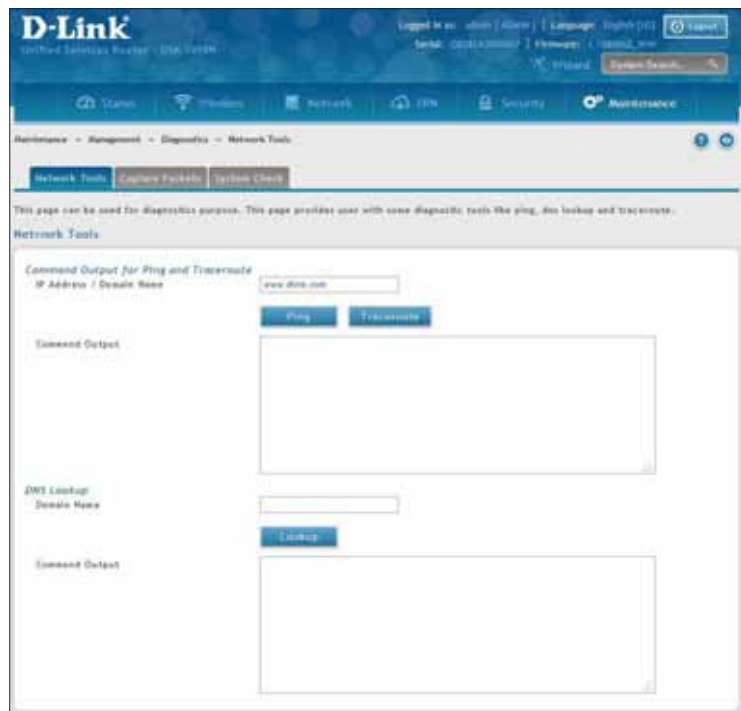 D-Link
Unified Services Router -
Logged in as: admin ( Admin ) | Language: English [US]
Logout
Serial: | Firmware:
Wizard
System Search...
Status
Wireless
Network
VPN
Security
Maintenance
Maintenance » Management » Diagnostics » Network Tools
Network Tools
Capture Packets
System Check
This page can be used for diagnostics purpose. This page provides user with some diagnostic tools like ping, dns lookup and traceroute.
Network Tools
Command Output for Ping and Traceroute
IP Address / Domain Name
www.dlink.com
Ping
Traceroute
Command Output
DNS Lookup
Domain Name
Lookup
Command Output